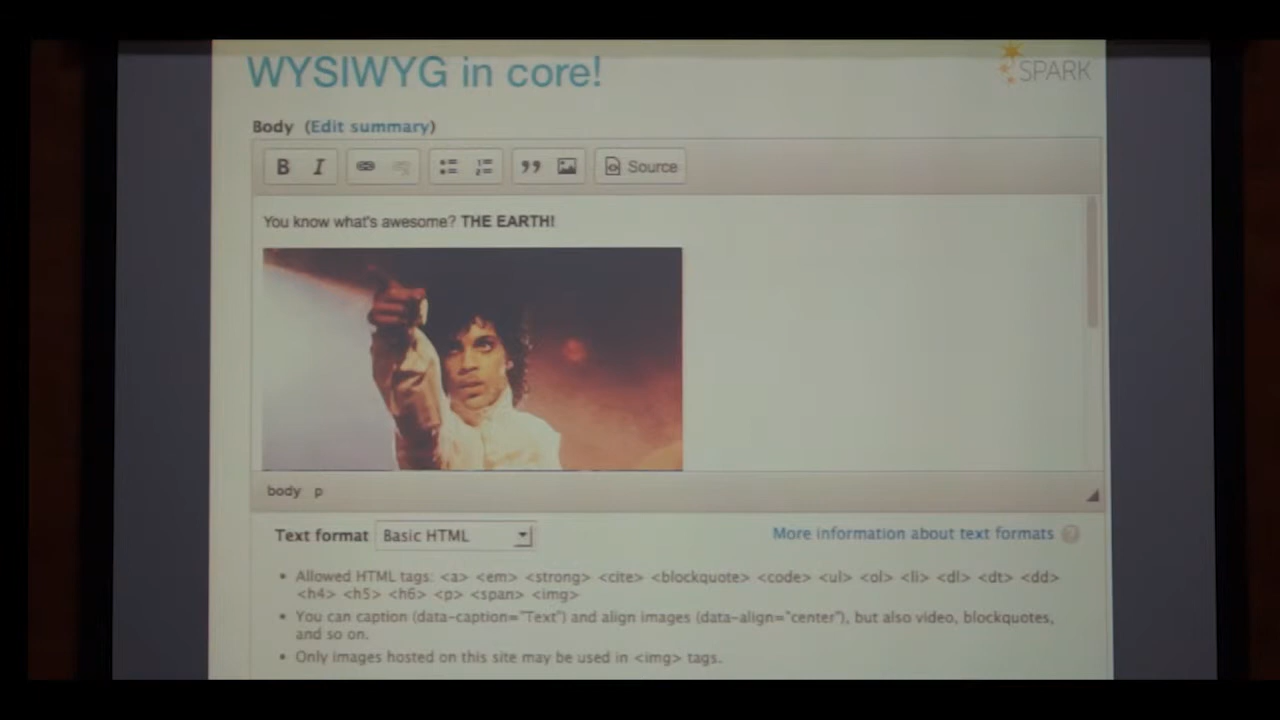 WYSIWYG in core!
SPARK
Body (Edit summary)
B I Source
You know what's awesome? THE EARTH!
body p
Text format Basic HTML
More information about text formats ?
• Allowed HTML tags: <a> <em> <strong> <cite> <blockquote> <code> <ul> <ol> <li> <dl> <dt> <dd>
<h4> <h5> <h6> <p> <span> <img>
• You can caption (data-caption="Text") and align images (data-align="center"), but also video, blockquotes,
and so on.
• Only images hosted on this site may be used in <img> tags.